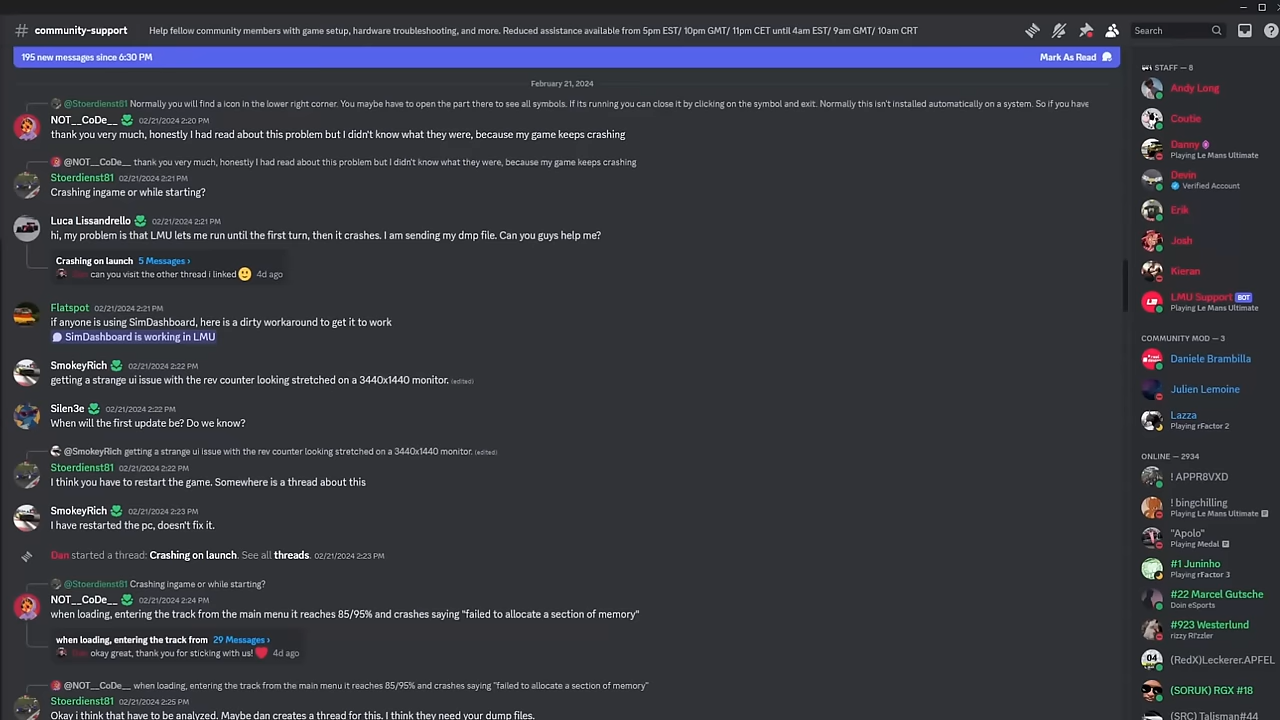 # community-support Help fellow community members with game setup, hardware troubleshooting, and more. Reduced assistance available from 5pm EST/ 10pm GMT/ 11pm CET until 4am EST/ 9am GMT/ 10am CRT Search
195 new messages since 6:30 PM Mark As Read
February 21, 2024
@Stoerdienst81 Normally you will find a icon in the lower right corner. You maybe have to open the part there to see all symbols. If its running you can close it by clicking on the symbol and exit. Normally this isn't installed automatically on a system. So if you have
NOT__CoDe__ 02/21/2024 2:20 PM
thank you very much, honestly I had read about this problem but I didn't know what they were, because my game keeps crashing
@NOT__CoDe__ thank you very much, honestly I had read about this problem but I didn't know what they were, because my game keeps crashing
Stoerdienst81 02/21/2024 2:21 PM
Crashing ingame or while starting?
Luca Lissandrello 02/21/2024 2:21 PM
hi, my problem is that LMU lets me run until the first turn, then it crashes. I am sending my dmp file. Can you guys help me?
Crashing on launch 5 Messages ›
Dan can you visit the other thread i linked 4d ago
Flatspot 02/21/2024 2:21 PM
if anyone is using SimDashboard, here is a dirty workaround to get it to work
SimDashboard is working in LMU
SmokeyRich 02/21/2024 2:22 PM
getting a strange ui issue with the rev counter looking stretched on a 3440x1440 monitor. (edited)
Silen3e 02/21/2024 2:22 PM
When will the first update be? Do we know?
@SmokeyRich getting a strange ui issue with the rev counter looking stretched on a 3440x1440 monitor. (edited)
Stoerdienst81 02/21/2024 2:22 PM
I think you have to restart the game. Somewhere is a thread about this
SmokeyRich 02/21/2024 2:23 PM
I have restarted the pc, doesn't fix it.
Dan started a thread: Crashing on launch. See all threads. 02/21/2024 2:23 PM
@Stoerdienst81 Crashing ingame or while starting?
NOT__CoDe__ 02/21/2024 2:24 PM
when loading, entering the track from the main menu it reaches 85/95% and crashes saying "failed to allocate a section of memory"
when loading, entering the track from 29 Messages ›
Dan okay great, thank you for sticking with us! 4d ago
@NOT__CoDe__ when loading, entering the track from the main menu it reaches 85/95% and crashes saying "failed to allocate a section of memory"
Stoerdienst81 02/21/2024 2:25 PM
Okay i think that have to be analyzed. Maybe dan creates a thread for this. I think they need your dump files.
STAFF — 8
Andy Long
Coutie
Danny
Playing Le Mans Ultimate
Devin
Verified Account
Erik
Josh
Kieran
LMU Support BOT
Playing Le Mans Ultimate
COMMUNITY MOD — 3
Daniele Brambilla
Julien Lemoine
Lazza
Playing rFactor 2
ONLINE — 2934
! APPR8VXD
! bingchilling
Playing Le Mans Ultimate
"Apolo"
Playing Medal
#1 Juninho
Playing rFactor 3
#22 Marcel Gutsche
Doin eSports
#923 Westerlund
rizzy RI'zzler
(RedX)Leckerer.APFEL
(SORUK) RGX #18
(SRC) Talisman#44